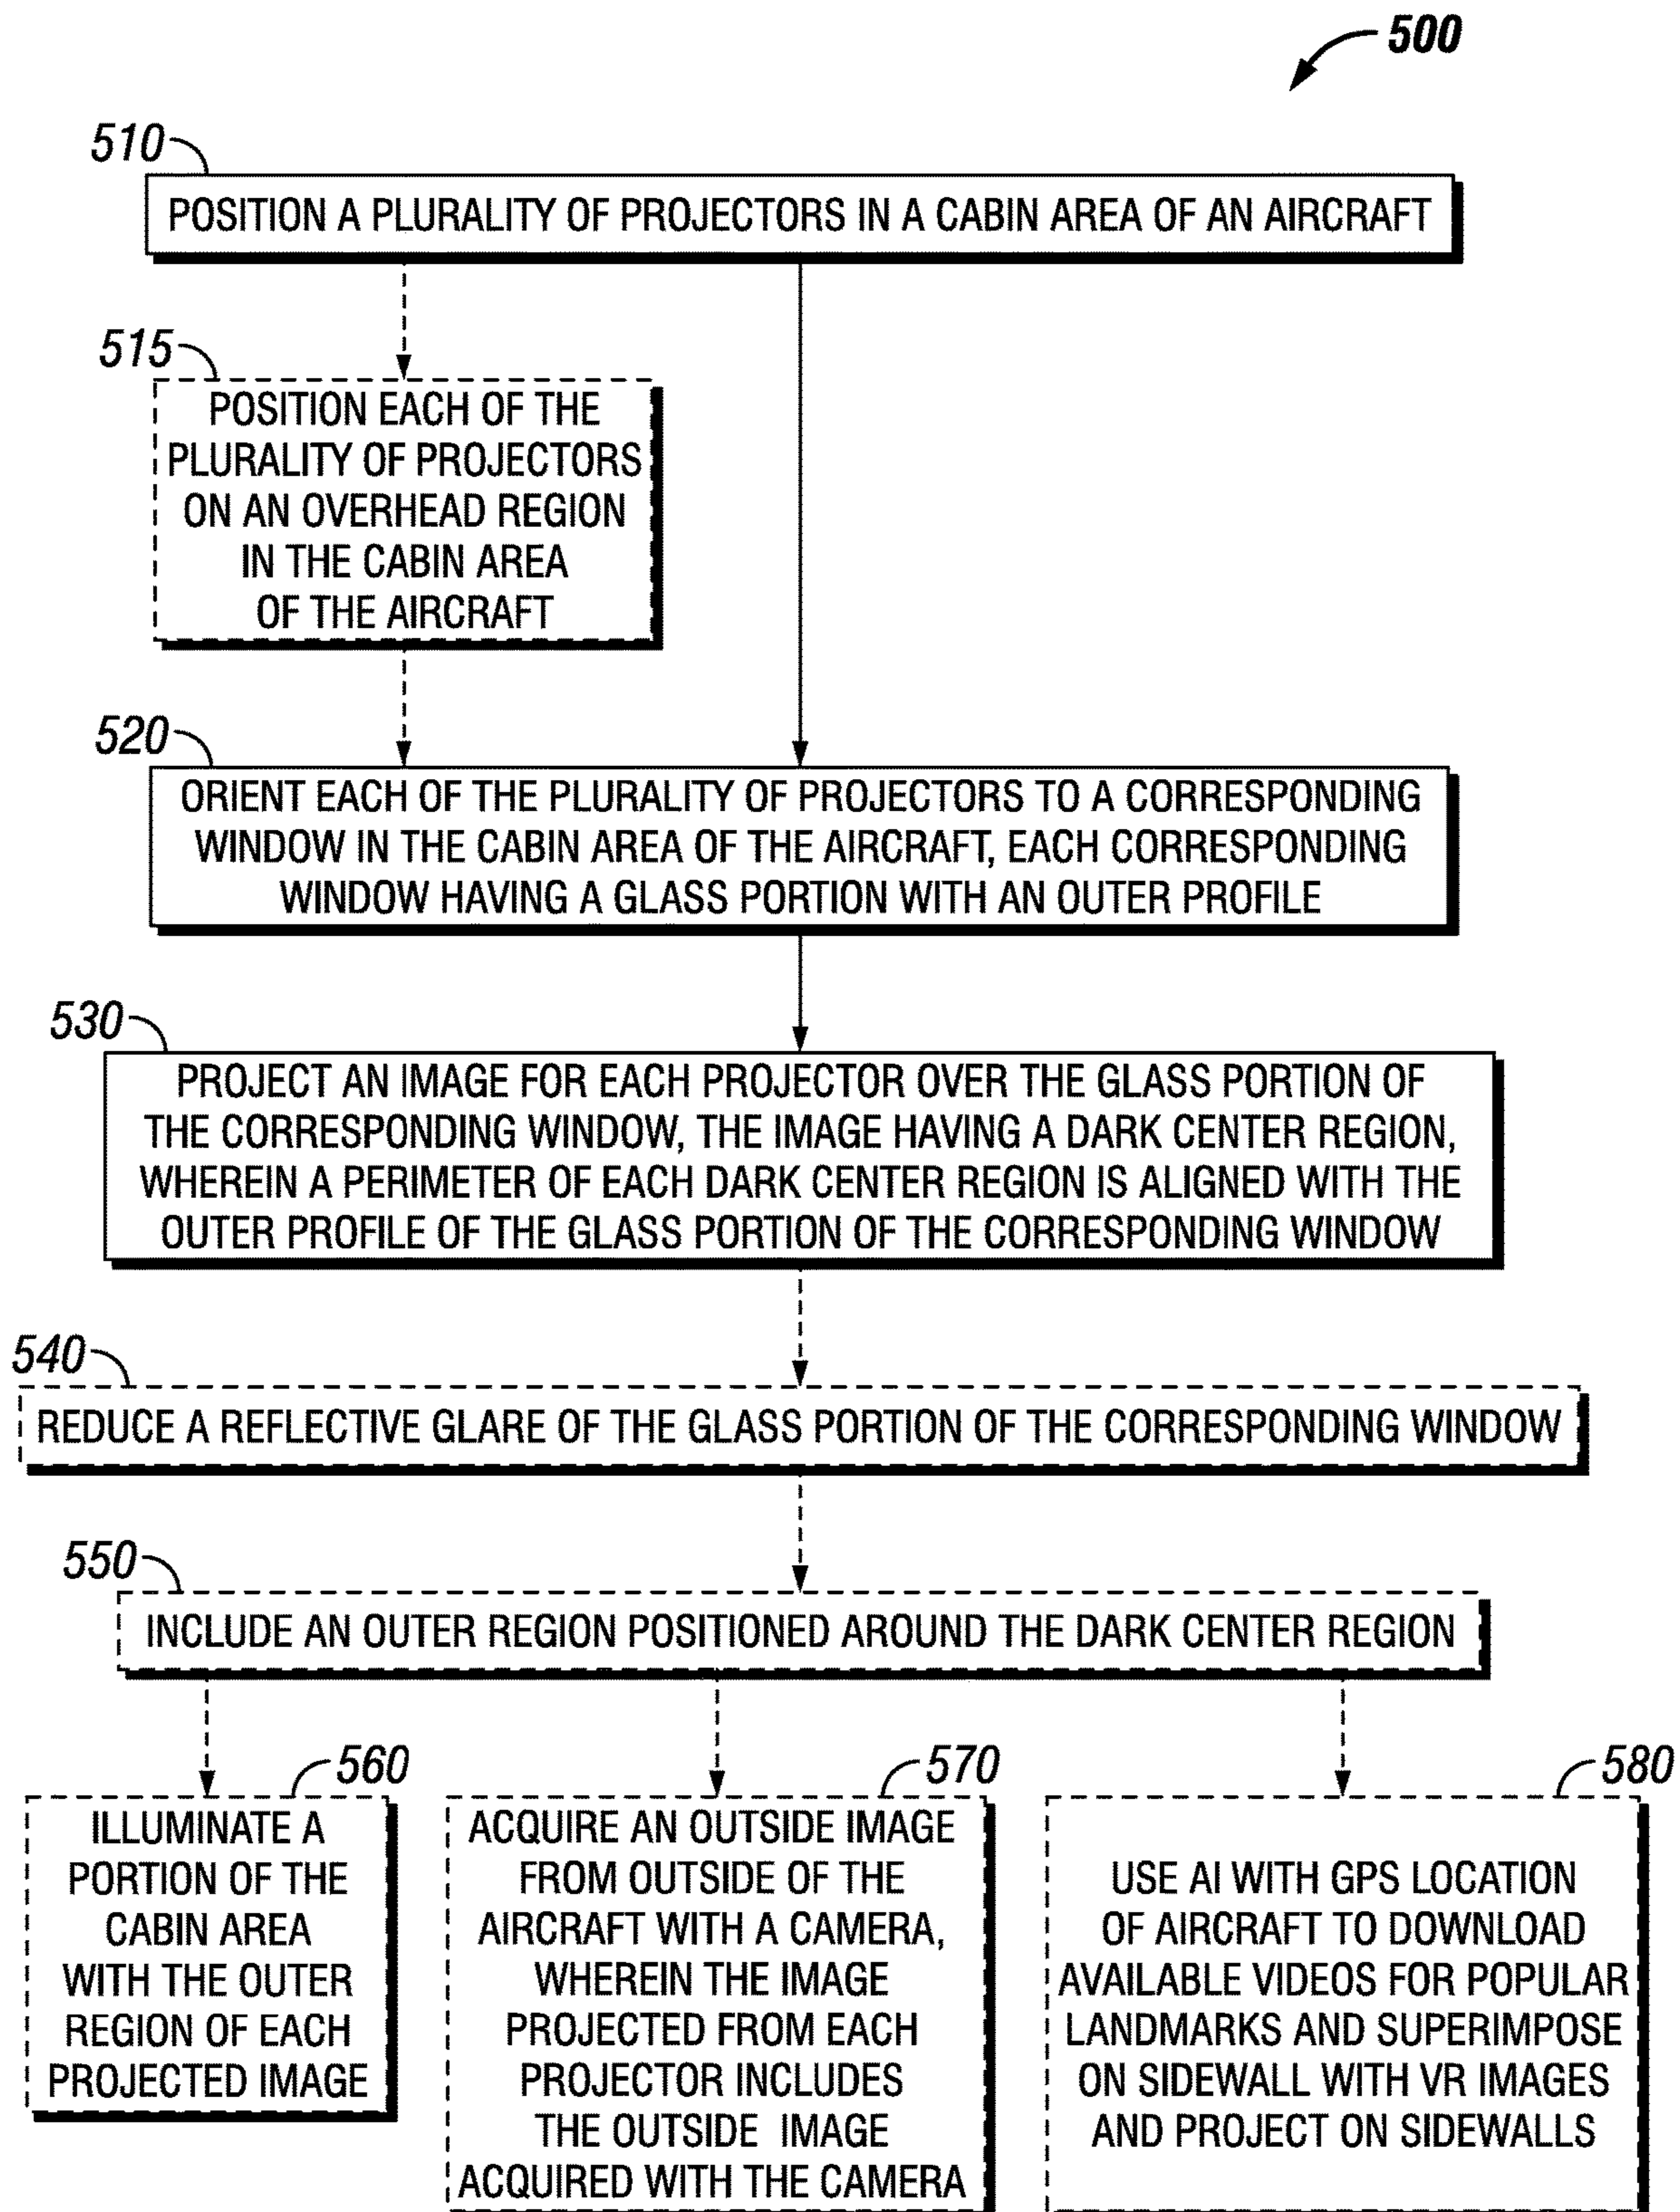 500
510
POSITION A PLURALITY OF PROJECTORS IN A CABIN AREA OF AN AIRCRAFT
515
POSITION EACH OF THE
PLURALITY OF PROJECTORS
ON AN OVERHEAD REGION
IN THE CABIN AREA
OF THE AIRCRAFT
520
ORIENT EACH OF THE PLURALITY OF PROJECTORS TO A CORRESPONDING
WINDOW IN THE CABIN AREA OF THE AIRCRAFT, EACH CORRESPONDING
WINDOW HAVING A GLASS PORTION WITH AN OUTER PROFILE
530
PROJECT AN IMAGE FOR EACH PROJECTOR OVER THE GLASS PORTION OF
THE CORRESPONDING WINDOW, THE IMAGE HAVING A DARK CENTER REGION,
WHEREIN A PERIMETER OF EACH DARK CENTER REGION IS ALIGNED WITH THE
OUTER PROFILE OF THE GLASS PORTION OF THE CORRESPONDING WINDOW
540
REDUCE A REFLECTIVE GLARE OF THE GLASS PORTION OF THE CORRESPONDING WINDOW
550
INCLUDE AN OUTER REGION POSITIONED AROUND THE DARK CENTER REGION
560
ILLUMINATE A
PORTION OF THE
CABIN AREA
WITH THE OUTER
REGION OF EACH
PROJECTED IMAGE
570
ACQUIRE AN OUTSIDE IMAGE
FROM OUTSIDE OF THE
AIRCRAFT WITH A CAMERA,
WHEREIN THE IMAGE
PROJECTED FROM EACH
PROJECTOR INCLUDES
THE OUTSIDE IMAGE
ACQUIRED WITH THE CAMERA
580
USE AI WITH GPS LOCATION
OF AIRCRAFT TO DOWNLOAD
AVAILABLE VIDEOS FOR POPULAR
LANDMARKS AND SUPERIMPOSE
ON SIDEWALL WITH VR IMAGES
AND PROJECT ON SIDEWALLS